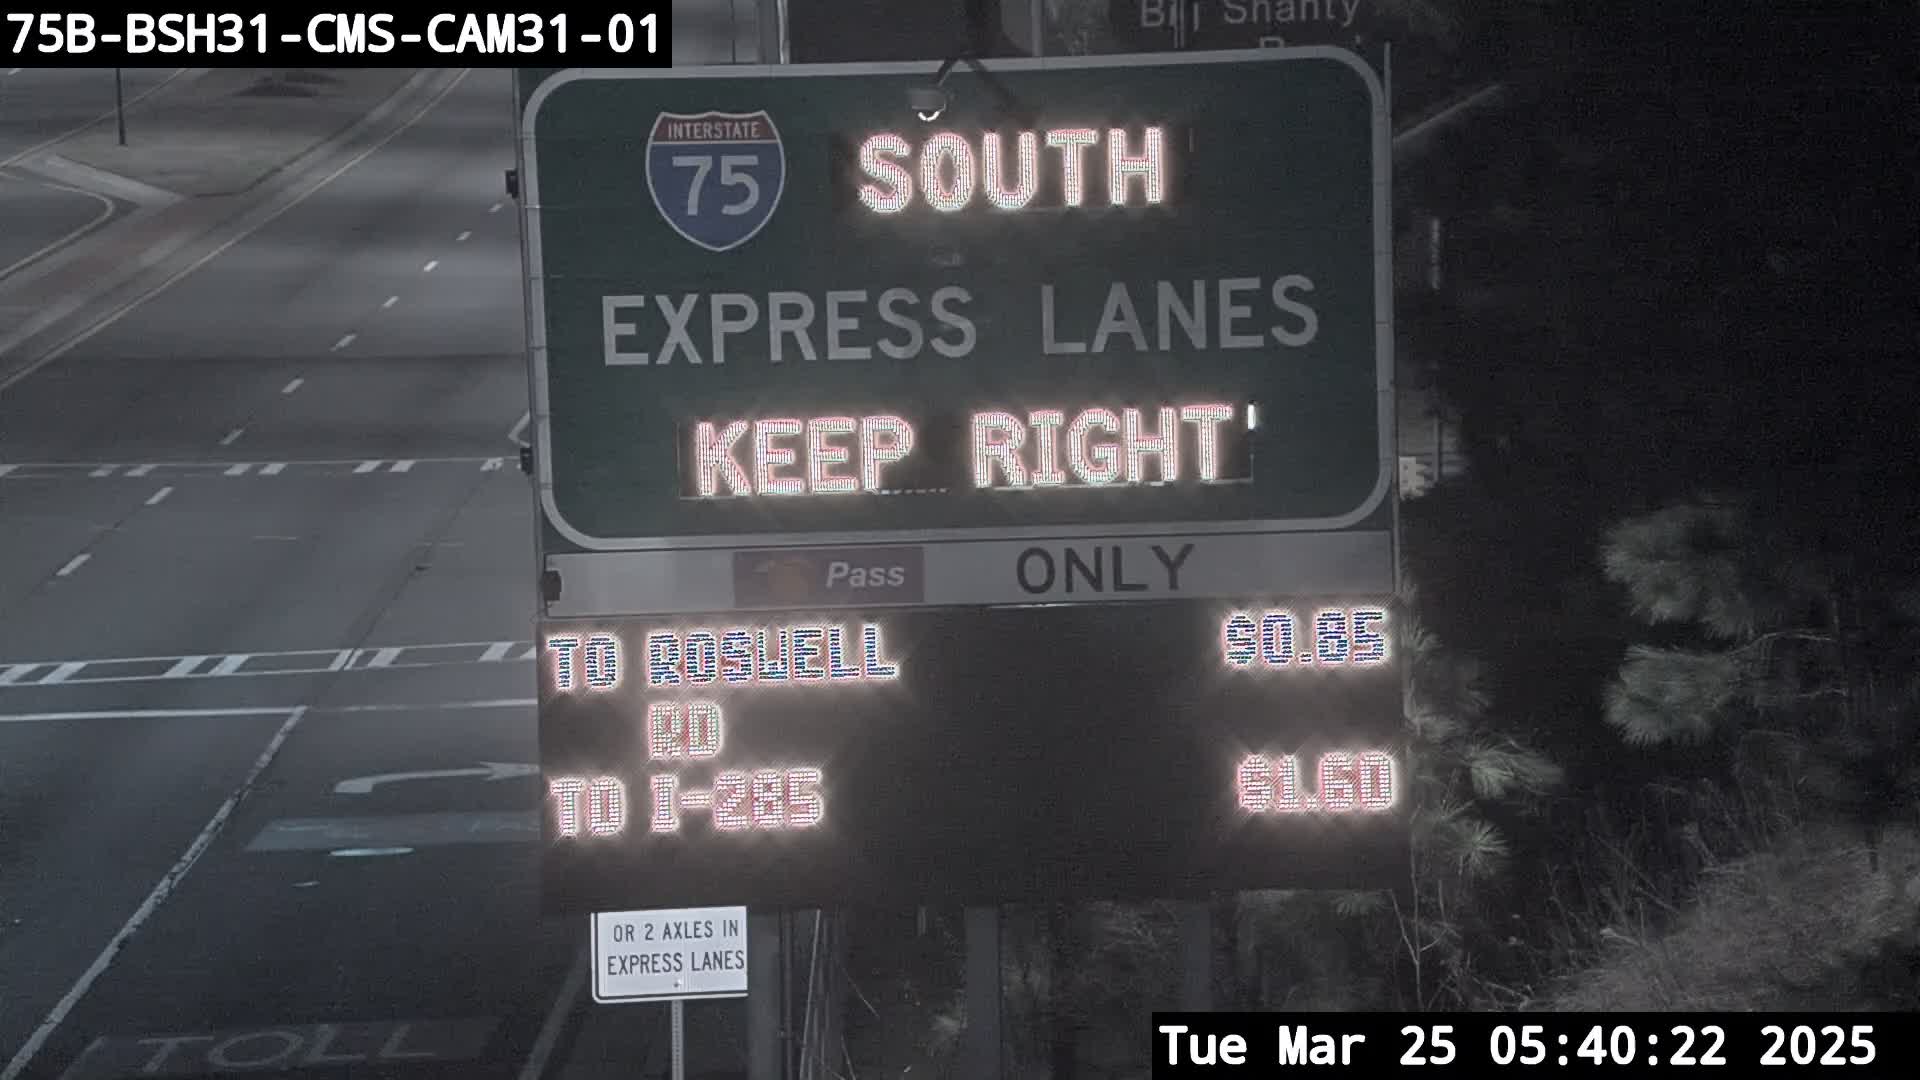 75B-BSH31-CMS-CAM31-01
Shanty
INTERSTATE
75
SOUTH
EXPRESS LANES
KEEP RIGHT
Pass ONLY
TO ROSWELL $0.85
RD
TO I-285 $1.60
OR 2 AXLES IN
EXPRESS LANES
TOLL
Tue Mar 25 05:40:22 2025